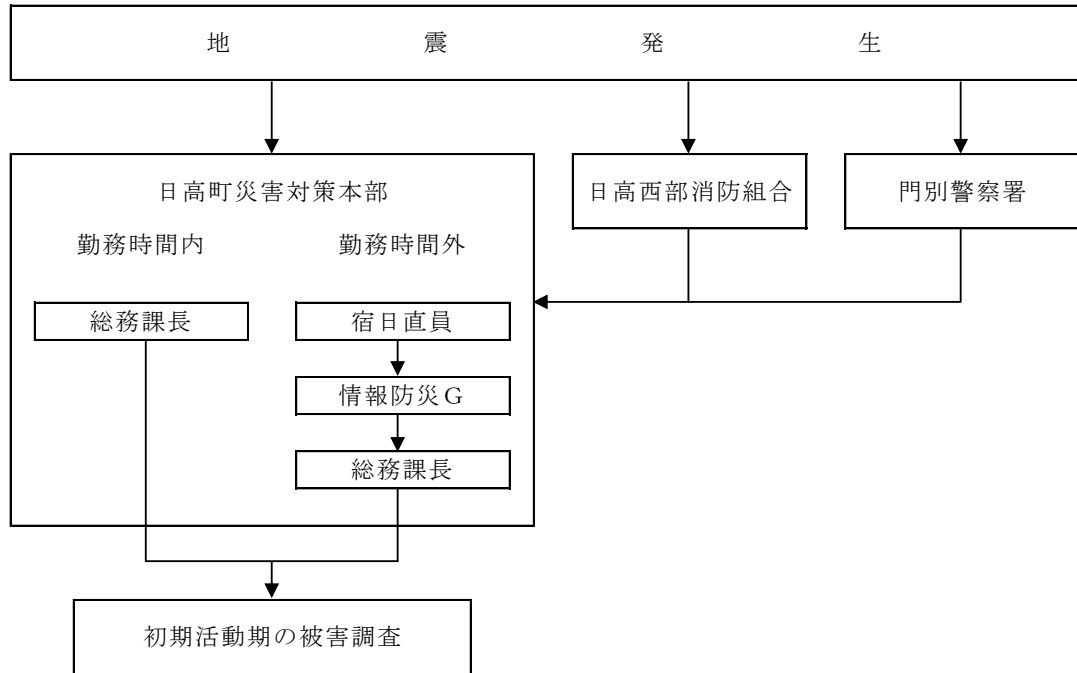 地震発生
日高町災害対策本部
日高西部消防組合
門別警察署
勤務時間内
勤務時間外
総務課長
宿日直員
情報防災G
総務課長
初期活動期の被害調査